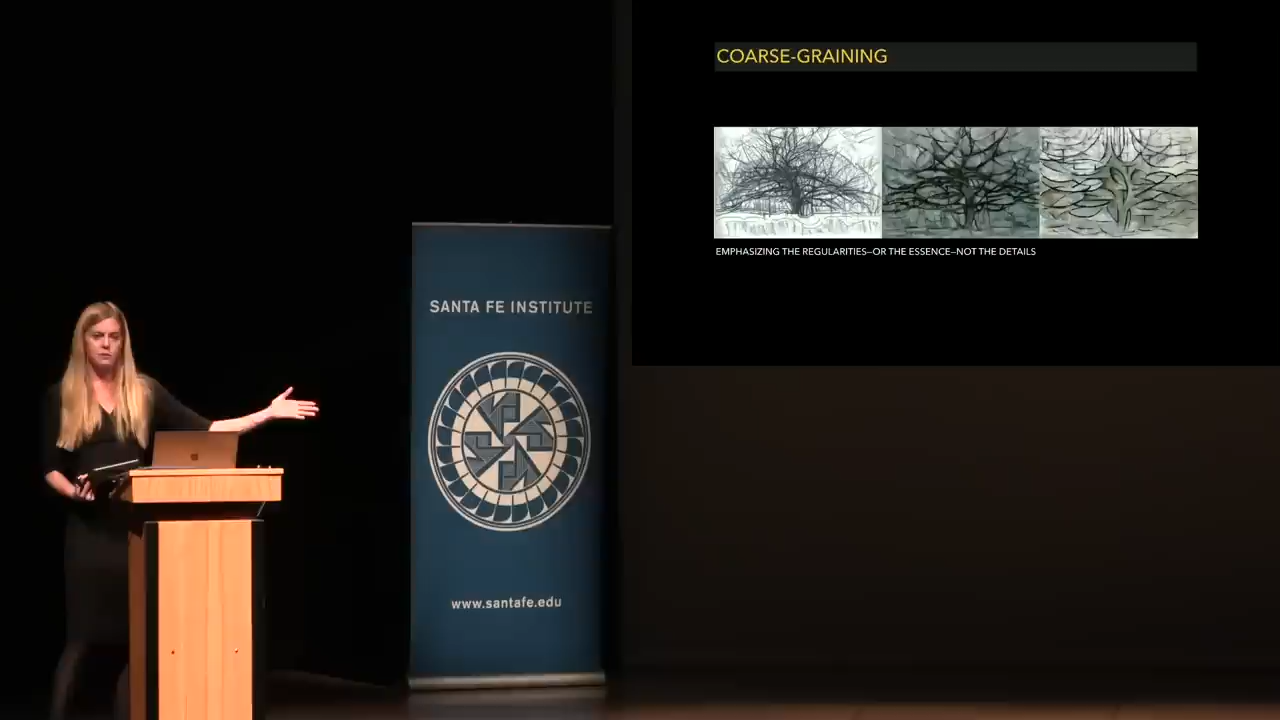 COARSE-GRAINING
EMPHASIZING THE REGULARITIES—OR THE ESSENCE—NOT THE DETAILS
SANTA FE INSTITUTE
www.santafe.edu